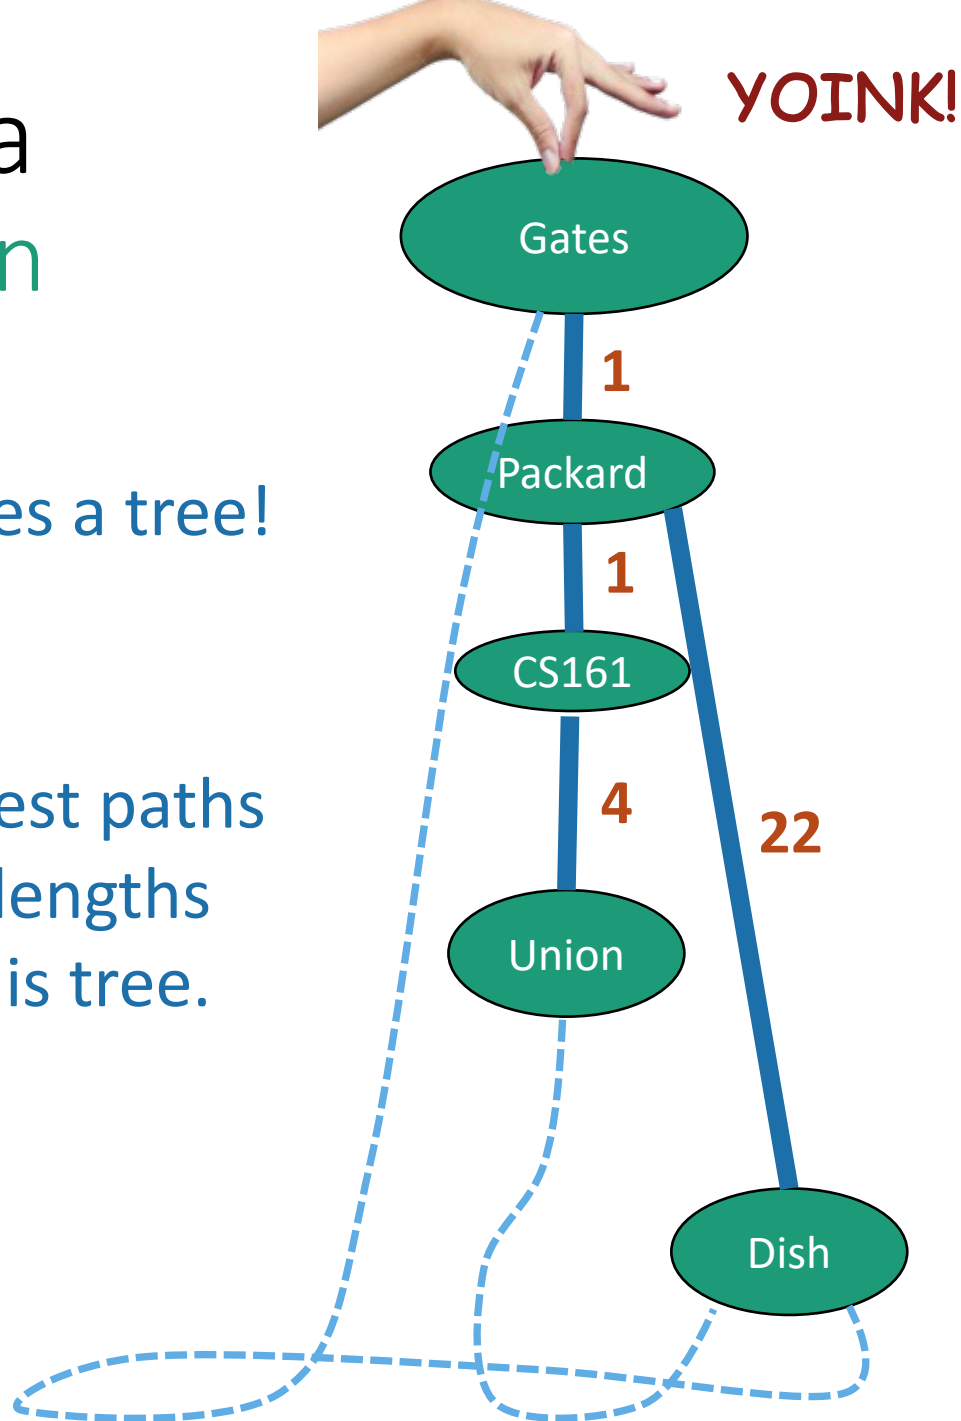 YOINK!
a
n
Gates
1
Packard
es a tree!
1
CS161
est paths
4
22
lengths
Union
is tree.
Dish